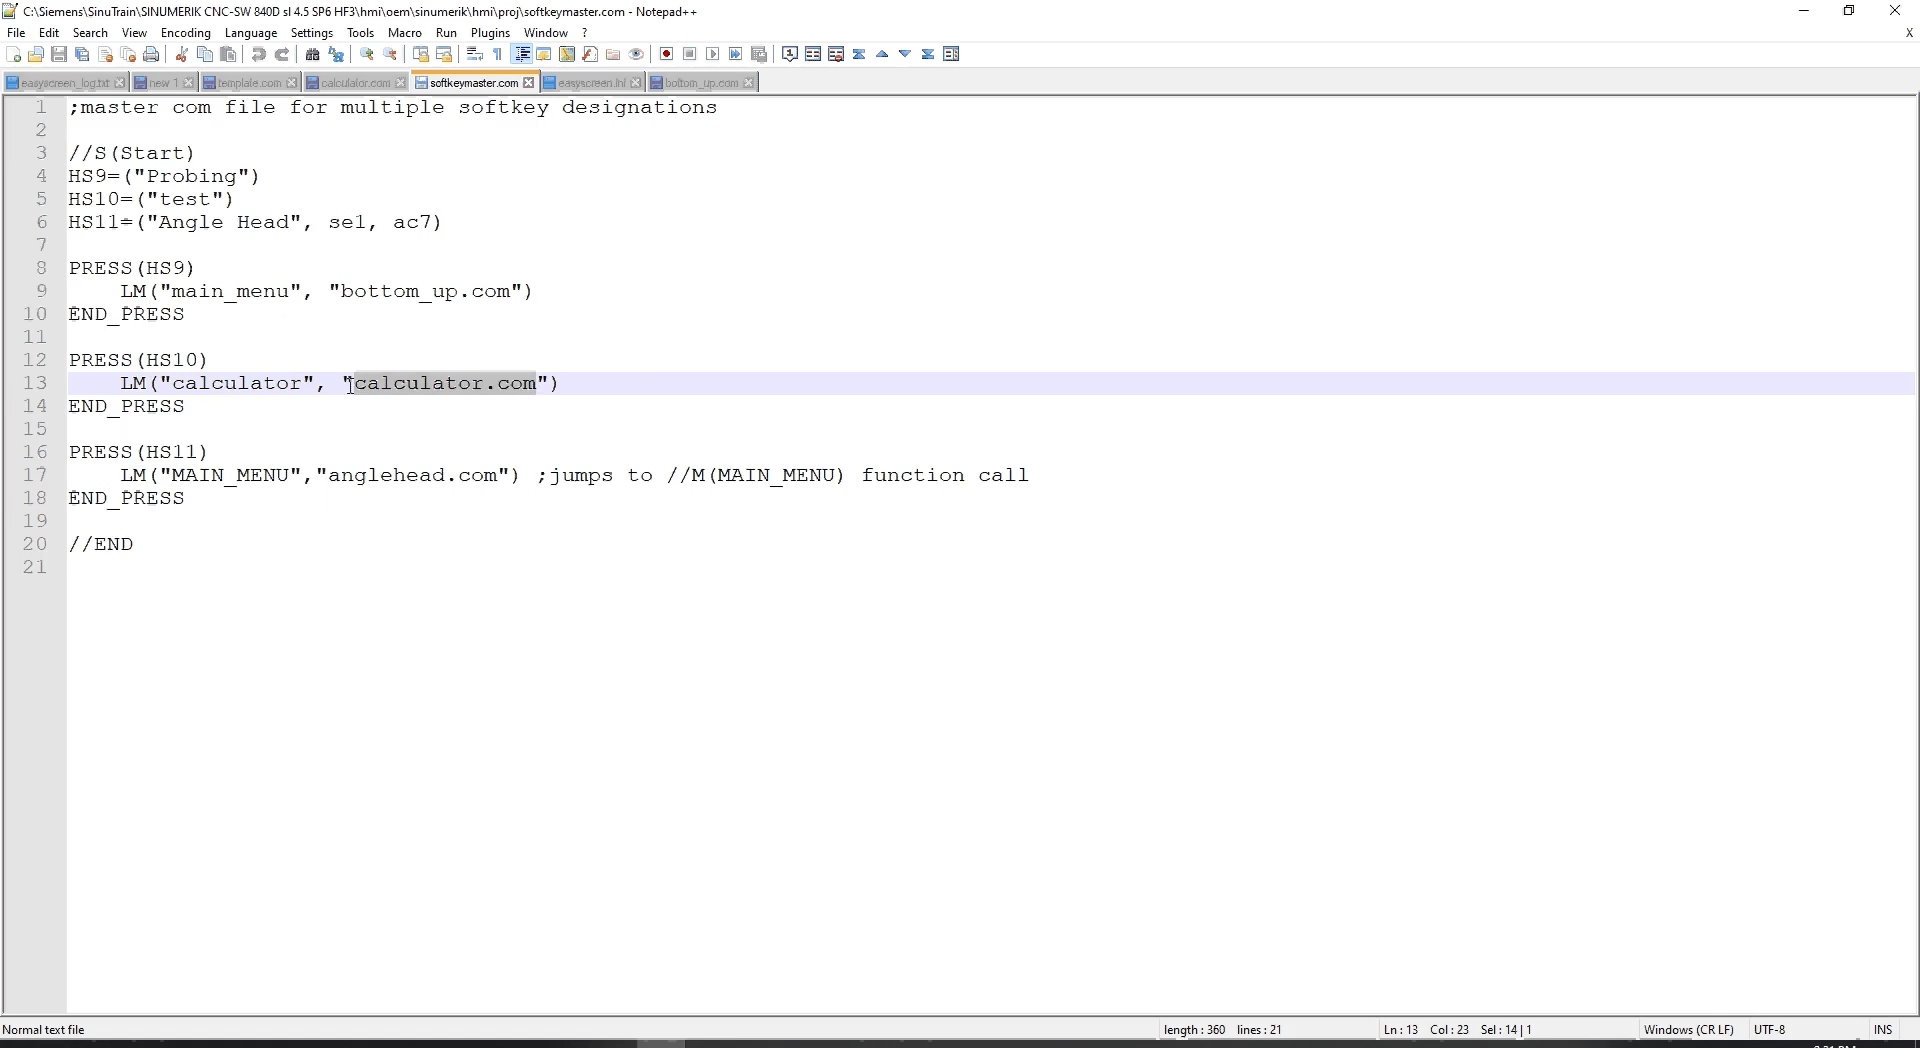 C:\Siemens\SinuTrain\SINUMERIK CNC-SW 840D sl 4.5 SP6 HF3\hmi\oem\sinumerik\hmi\proj\softkeymaster.com - Notepad++
File Edit Search View Encoding Language Settings Tools Macro Run Plugins Window ? X
easyscreen_log.txt new 1 template.com calculator.com softkeymaster.com easyscreen.ini bottom_up.com
1 ;master com file for multiple softkey designations
2
3 //S(Start)
4 HS9=("Probing")
5 HS10=("test")
6 HS11=("Angle Head", se1, ac7)
7
8 PRESS(HS9)
9 LM("main_menu", "bottom_up.com")
10 END_PRESS
11
12 PRESS(HS10)
13 LM("calculator", "calculator.com")
14 END_PRESS
15
16 PRESS(HS11)
17 LM("MAIN_MENU","anglehead.com") ;jumps to //M(MAIN_MENU) function call
18 END_PRESS
19
20 //END
21
Normal text file length : 360 lines : 21 Ln : 13 Col : 23 Sel : 14 | 1 Windows (CR LF) UTF-8 INS